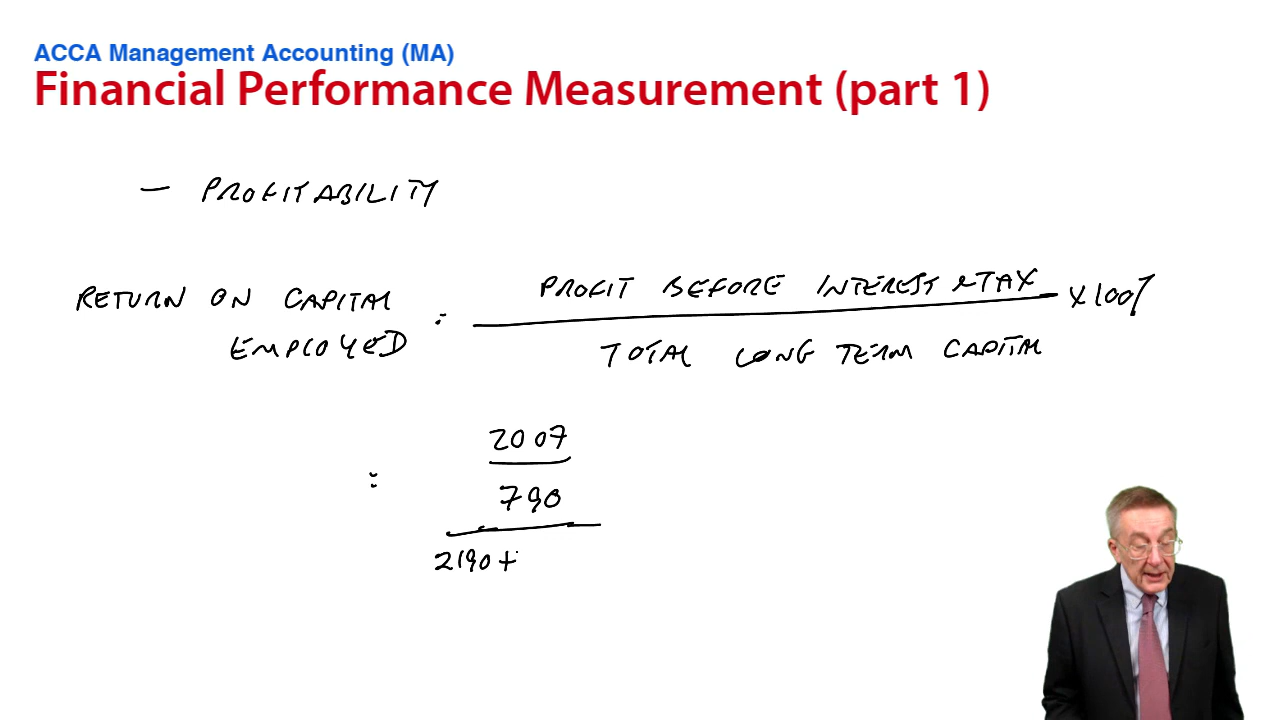 ACCA Management Accounting (MA)
Financial Performance Measurement (part 1)
— PROFITABILITY
RETURN ON CAPITAL EMPLOYED = PROFIT BEFORE INTEREST & TAX × 100%
TOTAL LONG TERM CAPITAL
2007
= 790
2190 +